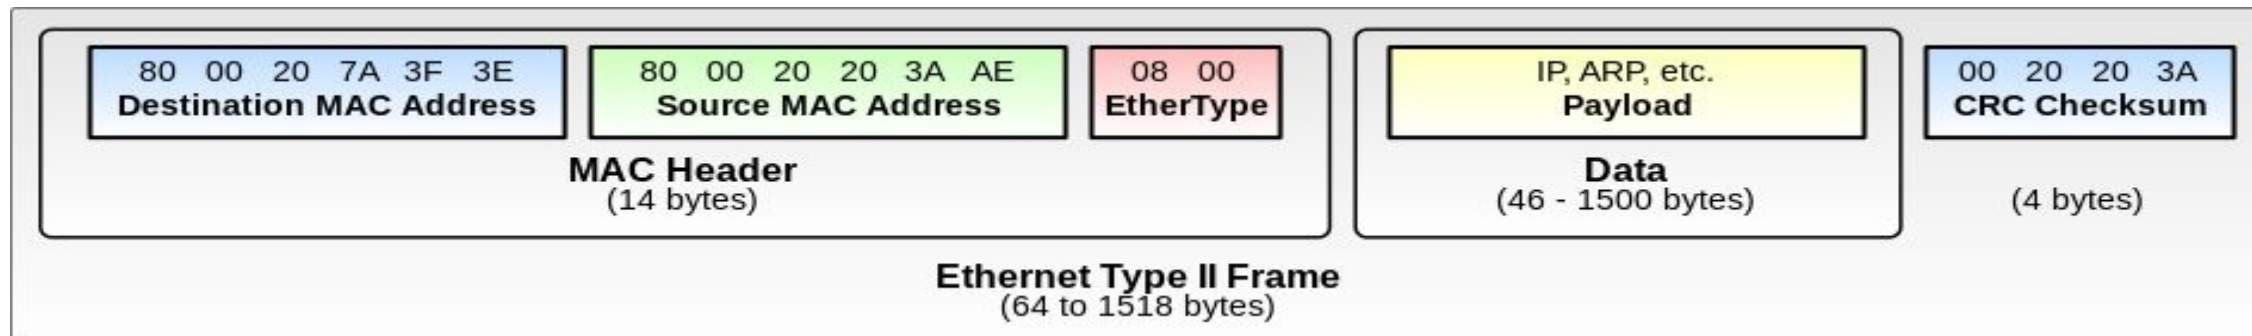 80 00 20 7A 3F 3E
Destination MAC Address
80 00 20 20 3A AE
Source MAC Address
08 00
EtherType
MAC Header
(14 bytes)
IP, ARP, etc.
Payload
Data
(46 - 1500 bytes)
00 20 20 3A
CRC Checksum
(4 bytes)
Ethernet Type II Frame
(64 to 1518 bytes)